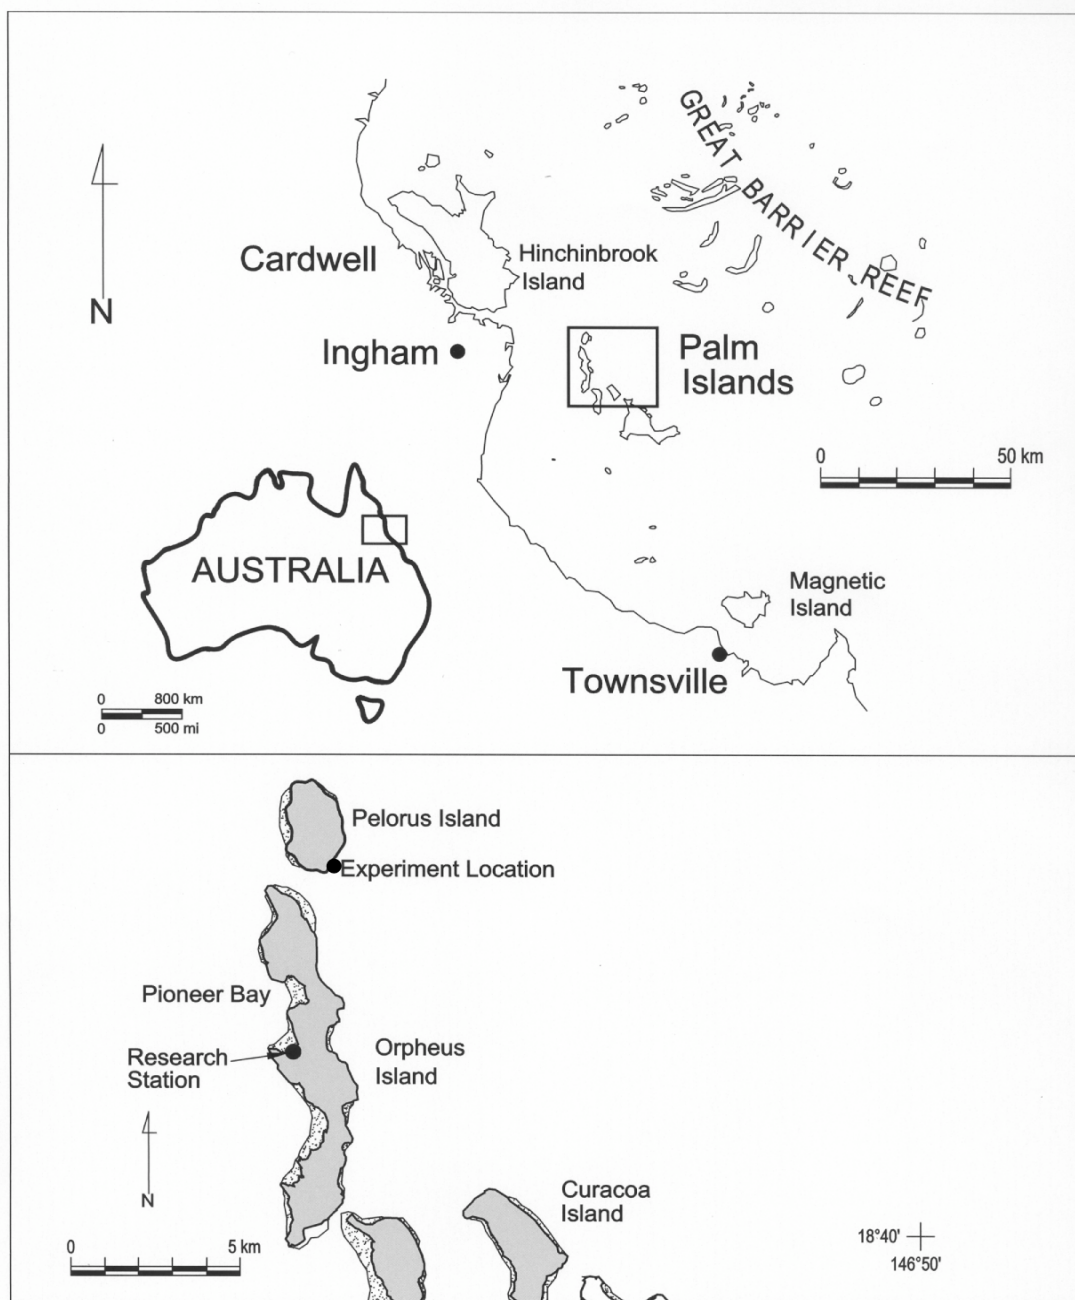 GREAT BARRIER REEF
N
Cardwell
Hinchinbrook
Island
Ingham
Palm
Islands
0 50 km
AUSTRALIA
Magnetic
Island
Townsville
0 800 km
0 500 mi
Pelorus Island
Experiment Location
Pioneer Bay
Research
Station
Orpheus
Island
N
Curacoa
Island
18°40'
146°50'
0 5 km